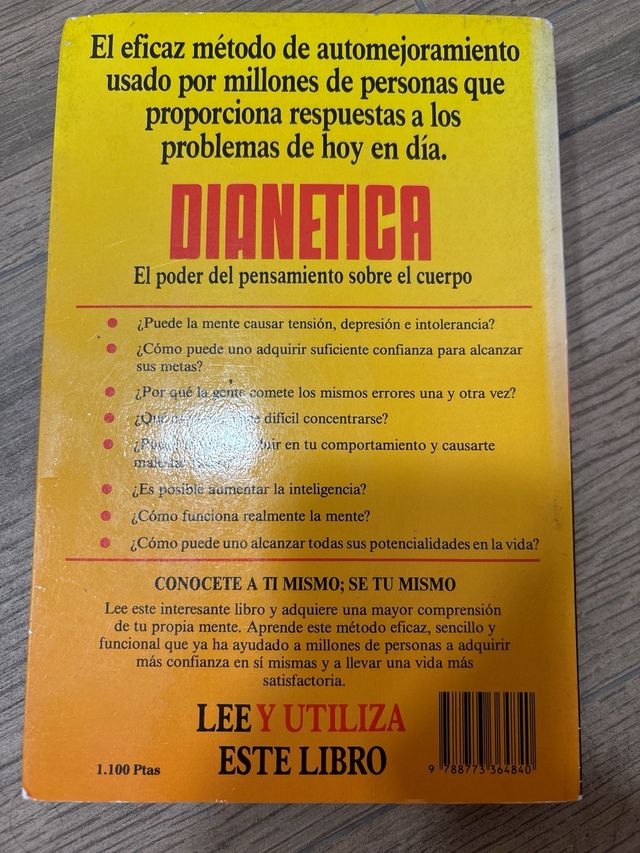 El eficaz método de automejoramiento
usado por millones de personas que
proporciona respuestas a los
problemas de hoy en día.
DIANETICA
El poder del pensamiento sobre el cuerpo
¿Puede la mente causar tensión, depresión e intolerancia?
¿Cómo puede uno adquirir suficiente confianza para alcanzar
sus metas?
¿Por qué la gente comete los mismos errores una y otra vez?
difícil concentrarse?
en tu comportamiento y causarte
¿Es posible aumentar la inteligencia?
¿Cómo funciona realmente la mente?
¿Cómo puede uno alcanzar todas sus potencialidades en la vida?
CONOCETE A TI MISMO; SE TU MISMO
Lee este interesante libro y adquiere una mayor comprensión
de tu propia mente. Aprende este método eficaz, sencillo y
funcional que ya ha ayudado a millones de personas a adquirir
más confianza en sí mismas y a llevar una vida más
satisfactoria.
LEE Y UTILIZA
ESTE LIBRO
1.100 Ptas
9 788773 364840